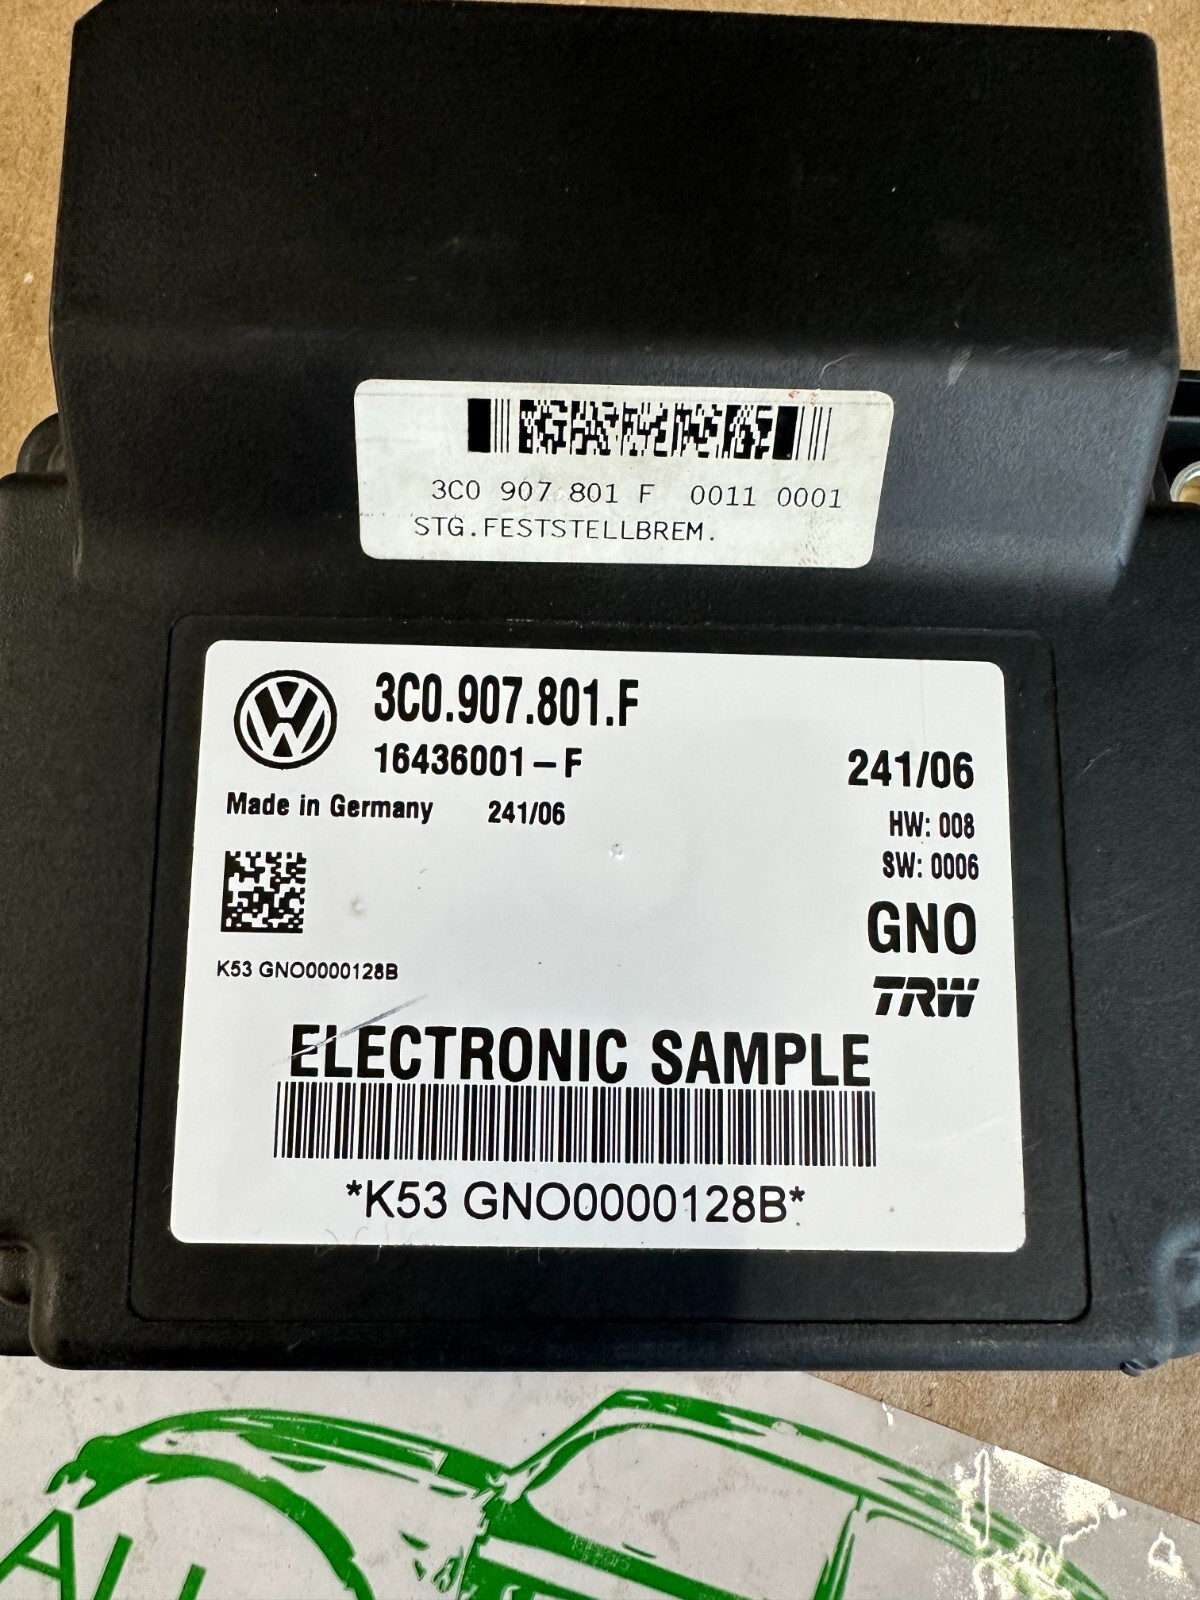 3C0 907 801 F 0011 0001
STG.FESTSTELLBREM.
3C0.907.801.F
16436001-F
241/06
Made in Germany 241/06
HW: 008
SW: 0006
GNO
TRW
K53 GNO0000128B
ELECTRONIC SAMPLE
*K53 GNO0000128B*
ALL